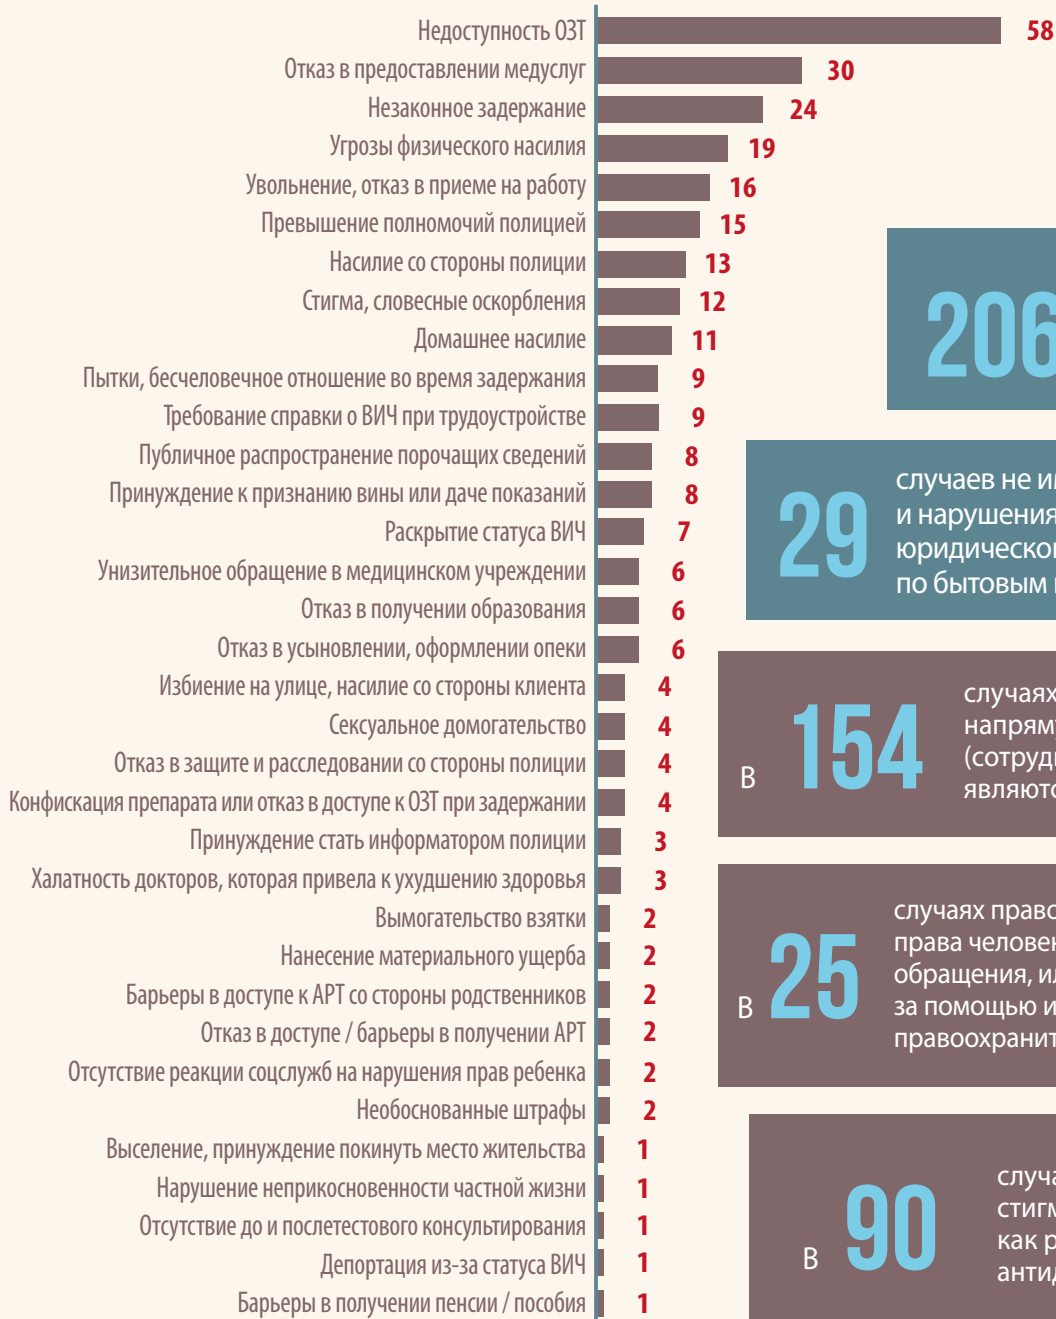 Недоступность ОЗТ 58
Отказ в предоставлении медуслуг 30
Незаконное задержание 24
Угрозы физического насилия 19
Увольнение, отказ в приеме на работу 16
Превышение полномочий полицией 15
Насилие со стороны полиции 13
Стигма, словесные оскорбления 12
Домашнее насилие 11
Пытки, бесчеловечное отношение во время задержания 9
Требование справки о ВИЧ при трудоустройстве 9
Публичное распространение порочащих сведений 8
Принуждение к признанию вины или даче показаний 8
Раскрытие статуса ВИЧ 7
Унизительное обращение в медицинском учреждении 6
Отказ в получении образования 6
Отказ в усыновлении, оформлении опеки 6
Избиение на улице, насилие со стороны клиента 4
Сексуальное домогательство 4
Отказ в защите и расследовании со стороны полиции 4
Конфискация препарата или отказ в доступе к ОЗТ при задержании 4
Принуждение стать информатором полиции 3
Халатность докторов, которая привела к ухудшению здоровья 3
Вымогательство взятки 2
Нанесение материального ущерба 2
Барьеры в доступе к АРТ со стороны родственников 2
Отказ в доступе / барьеры в получении АРТ 2
Отсутствие реакции соцслужб на нарушения прав ребенка 2
Необоснованные штрафы 2
Выселение, принуждение покинуть место жительства 1
Нарушение неприкосновенности частной жизни 1
Отсутствие до и послетестового консультирования 1
Депортация из-за статуса ВИЧ 1
Барьеры в получении пенсии / пособия 1
206
29
случаев не
и нарушения
по бытовым
В 154
случаях
В 25
случаях
права
обращения,
за помощью
В 90
как